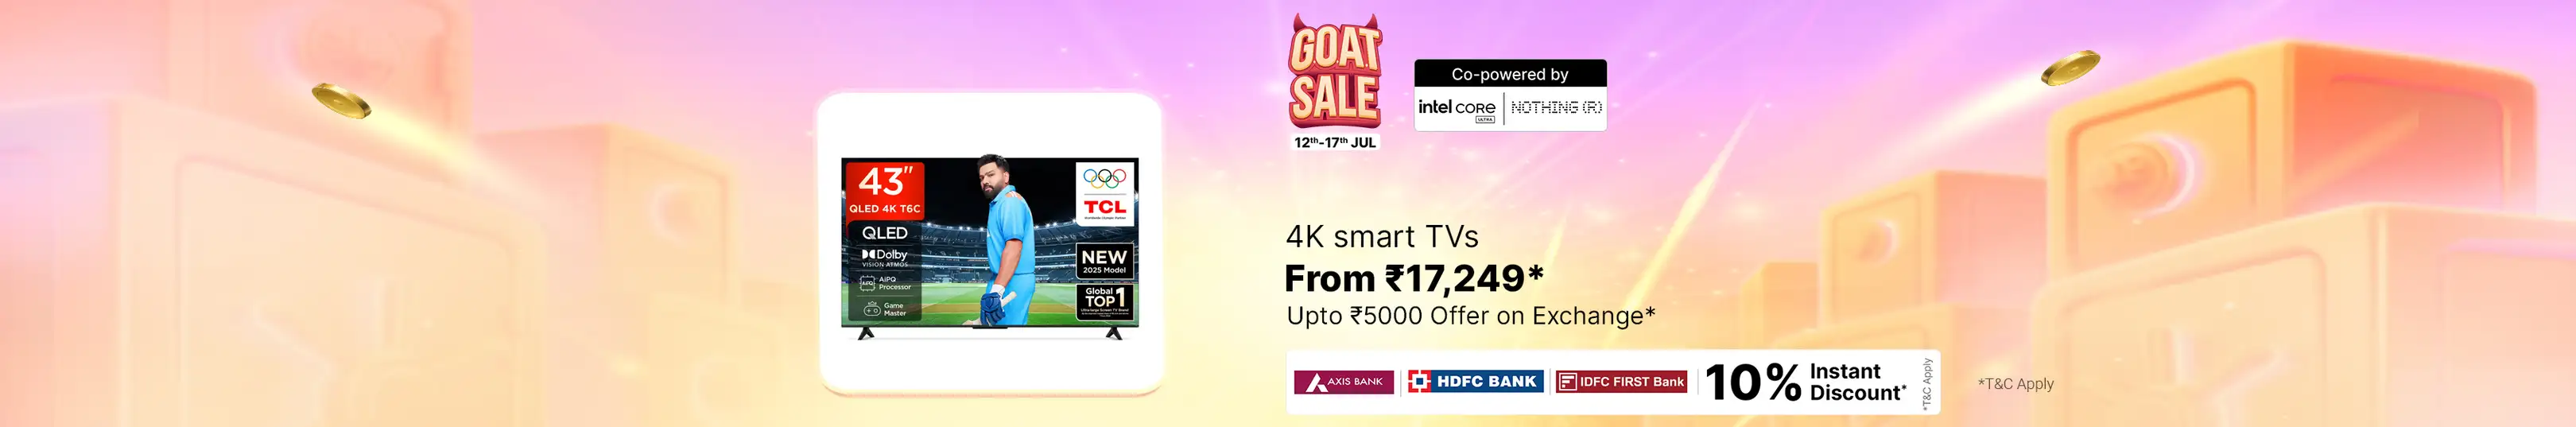 GOAT
SALE
12th-17th JUL
Co-powered by
intel CORE
ULTRA
NOTHING (R)
43"
QLED 4K T6C
QLED
Dolby
VISION·ATMOS
AIPQ
Processor
Game
Master
TCL
NEW
2025 Model
Global
TOP 1
4K smart TVs
From ₹17,249*
Upto ₹5000 Offer on Exchange*
AXIS BANK
HDFC BANK
IDFC FIRST Bank
10% Instant
Discount*
*T&C Apply
*T&C Apply